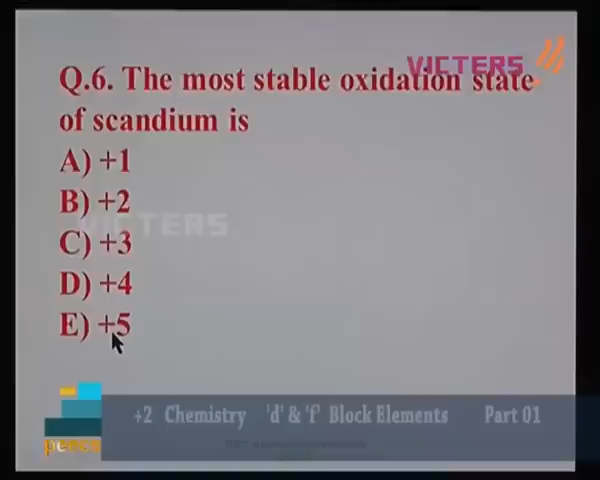 VICTERS
Q.6. The most stable oxidation state
of scandium is
A) +1
B) +2
VICTERS
C) +3
D) +4
E) +5
+2 Chemistry 'd' & 'f' Block Elements Part 01